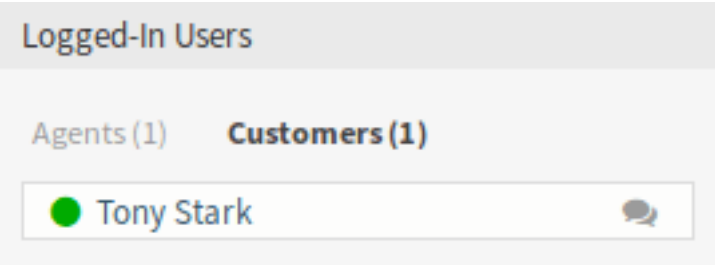 Logged-In Users
Agents (1) Customers (1)
Tony Stark